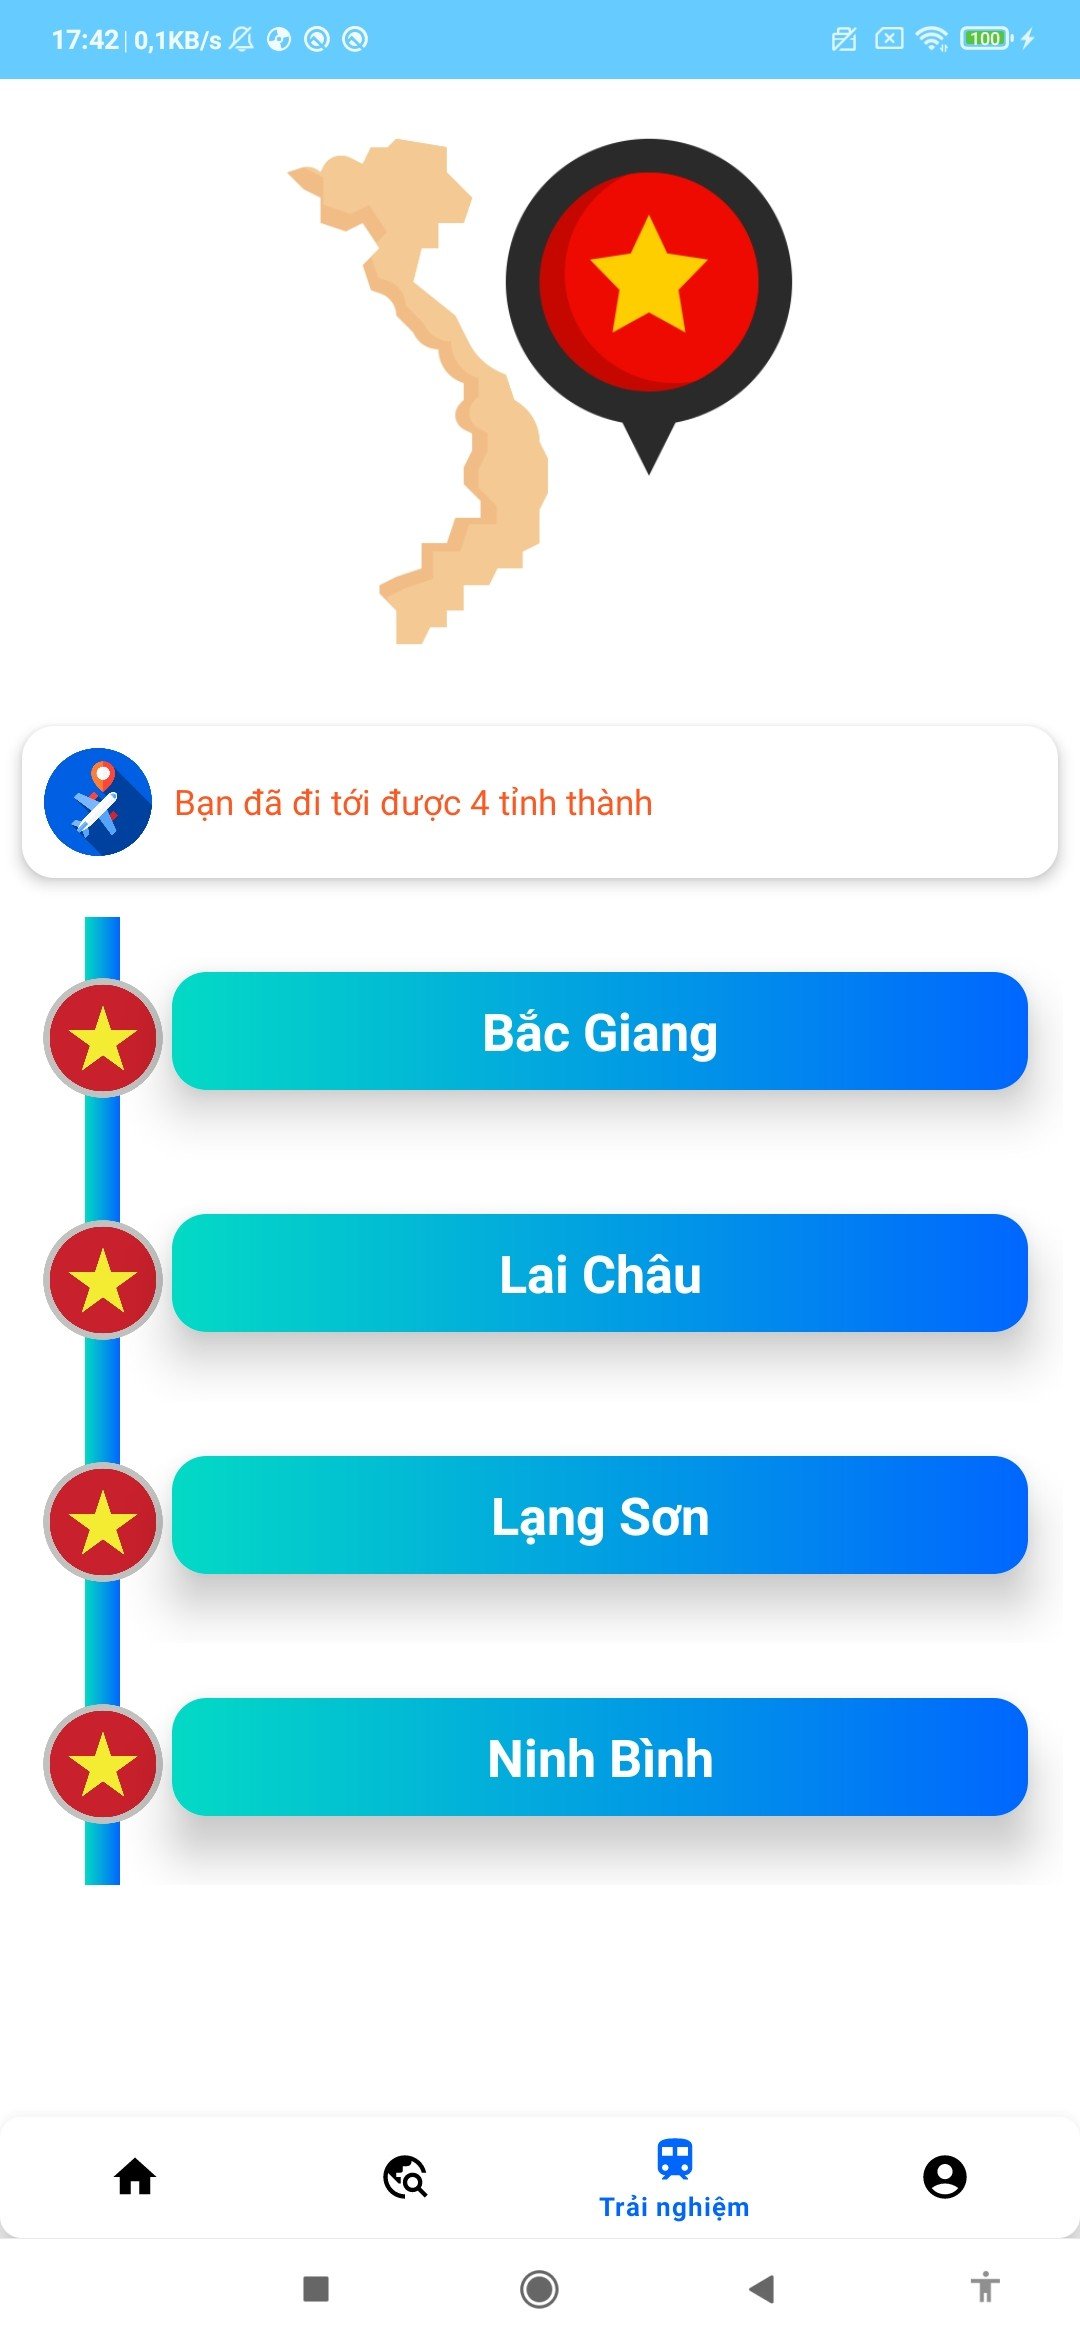 17:42 | 0,1KB/s
100
Bạn đã đi tới được 4 tỉnh thành
Bắc Giang
Lai Châu
Lạng Sơn
Ninh Bình
Trải nghiệm